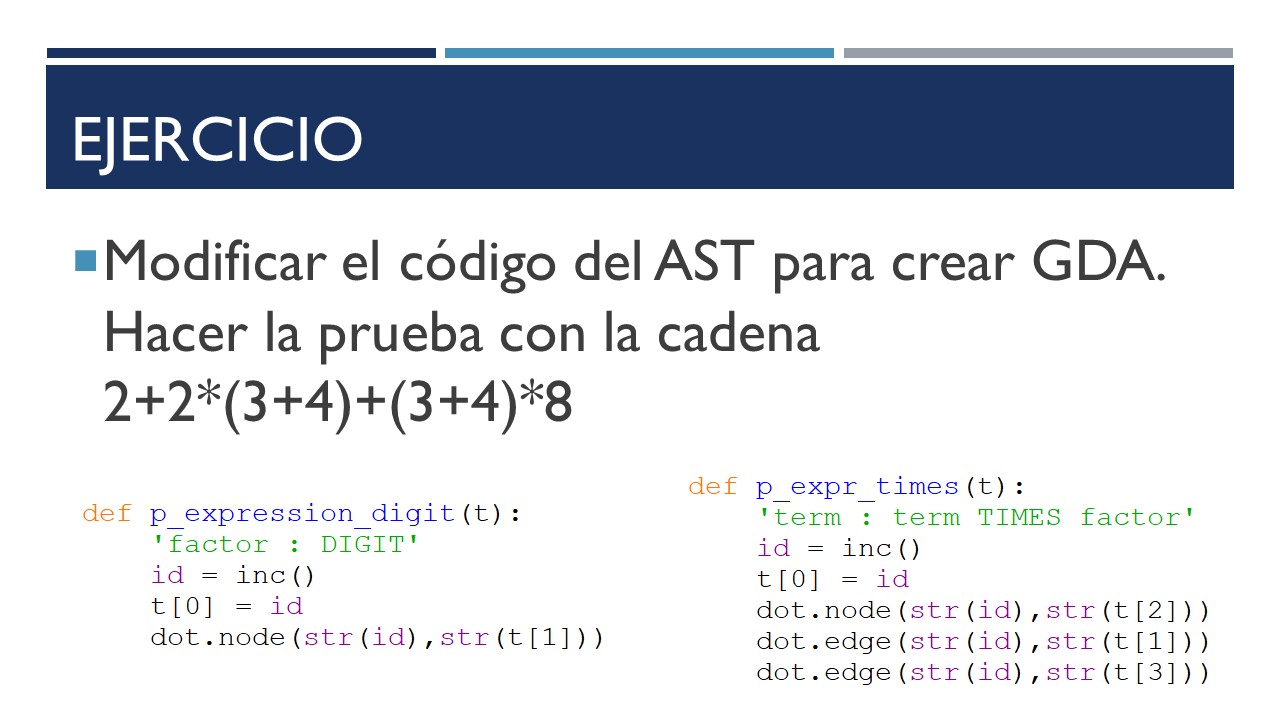 EJERCICIO
Modificar el código del AST para crear GDA.
Hacer la prueba con la cadena
2+2*(3+4)+(3+4)*8
def p_expression_digit(t):
    'factor : DIGIT'
    id = inc()
    t[0] = id
    dot.node(str(id),str(t[1]))
def p_expr_times(t):
    'term : term TIMES factor'
    id = inc()
    t[0] = id
    dot.node(str(id),str(t[2]))
    dot.edge(str(id),str(t[1]))
    dot.edge(str(id),str(t[3]))